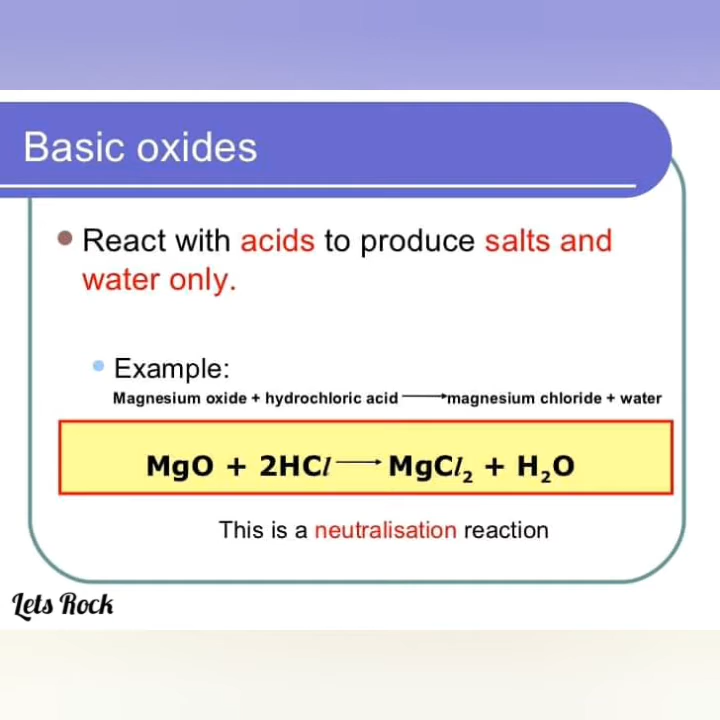 Basic oxides
React with acids to produce salts and
water only.
Example:
Magnesium oxide + hydrochloric acid ⟶ magnesium chloride + water
MgO + 2HCl ⟶ MgCl₂ + H₂O
This is a neutralisation reaction
Lets Rock